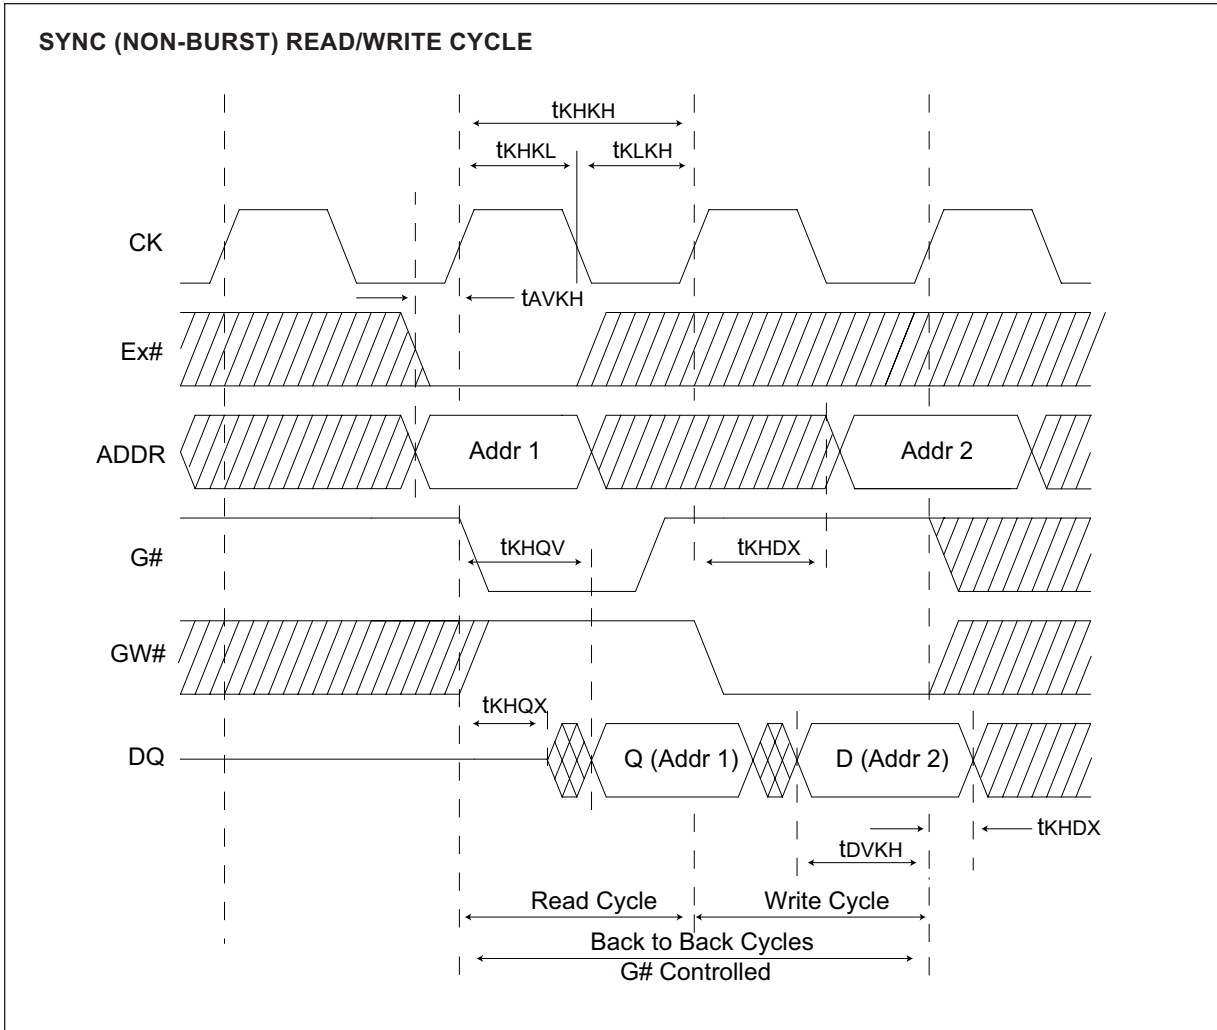 SYNC (NON-BURST) READ/WRITE CYCLE
tKHKH
tKHKL
tKLKH
CK
tAVKH
Ex#
ADDR
Addr 1
Addr 2
G#
tKHQV
tKHDX
GW#
tKHQX
DQ
Q (Addr 1)
D (Addr 2)
tKHDX
tDVKH
Read Cycle
Write Cycle
Back to Back Cycles
G# Controlled